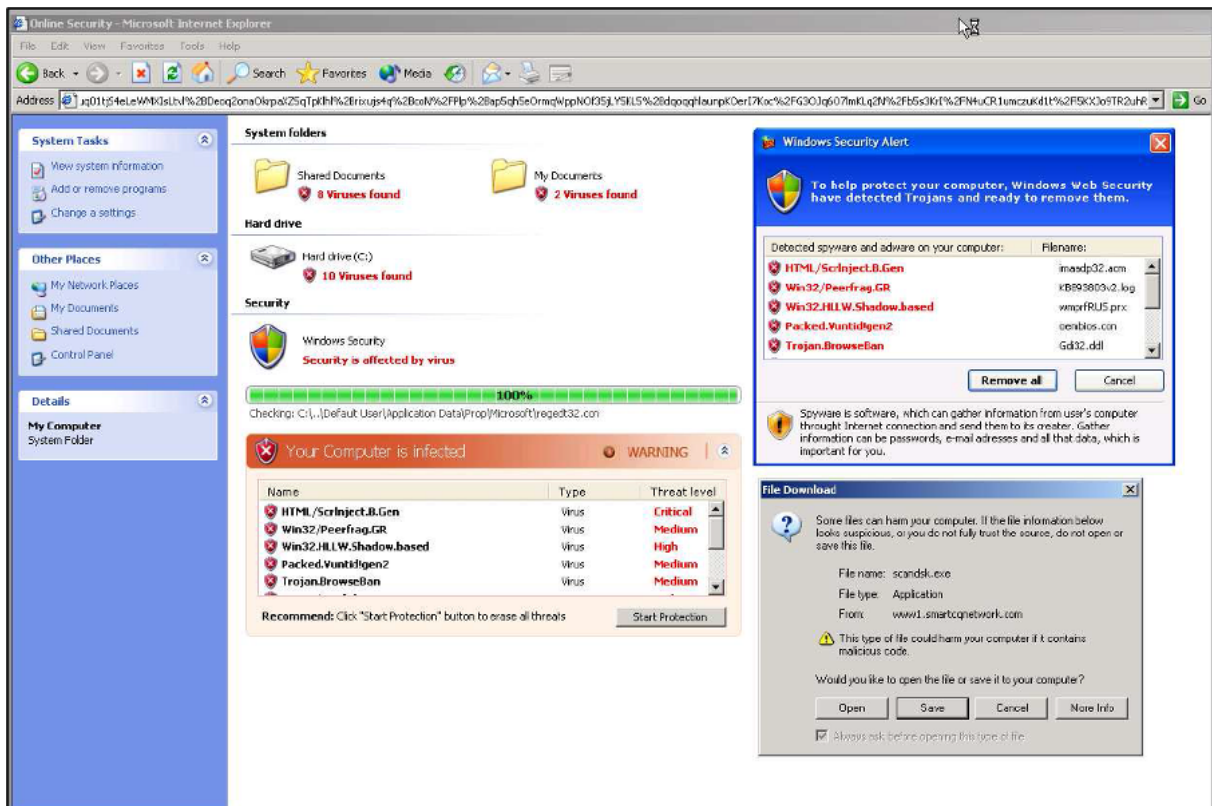 Online Security - Microsoft Internet Explorer
File Edit View Favorites Tools Help
Back Search Favorites Media
Address Go
System Tasks
View system information
Add or remove programs
Change a settings
Other Places
My Network Places
My Documents
Shared Documents
Control Panel
Details
My Computer
System Folder
System folders
Shared Documents
8 Viruses found
My Documents
2 Viruses found
Hard drive
Hard drive (C:)
10 Viruses found
Security
Windows Security
Security is affected by virus
100%
Checking: C:\...\Default User\Application Data\Prop\Microsoft\regedt32.con
Your Computer is infected WARNING
Name Type Threat level
HTML/ScrInject.B.Gen Virus Critical
Win32/Peerfrag.GR Virus Medium
Win32.HLLW.Shadow.based Virus High
Packed.Vuntid!gen2 Virus Medium
Trojan.BrowseBan Virus Medium
Recommend: Click "Start Protection" button to erase all threats Start Protection
Windows Security Alert
To help protect your computer, Windows Web Security
have detected Trojans and ready to remove them.
Detected spyware and adware on your computer: Filename:
HTML/ScrInject.B.Gen imaadp32.acm
Win32/Peerfrag.GR KB893803v2.log
Win32.HLLW.Shadow.based wmprfRUS.prx
Packed.Vuntid!gen2 oembios.con
Trojan.BrowseBan Gdi32.ddl
Remove all Cancel
Spyware is software, which can gather information from user's computer
throught Internet connection and send them to its creater. Gather
information can be passwords, e-mail adresses and all that data, which is
important for you.
File Download
Some files can harm your computer. If the file information below
looks suspicious, or you do not fully trust the source, do not open or
save this file.
File name: scandsk.exe
File type: Application
From: www1.smartcqnetwork.com
This type of file could harm your computer if it contains
malicious code.
Would you like to open the file or save it to your computer?
Open Save Cancel More Info
Always ask before opening this type of file